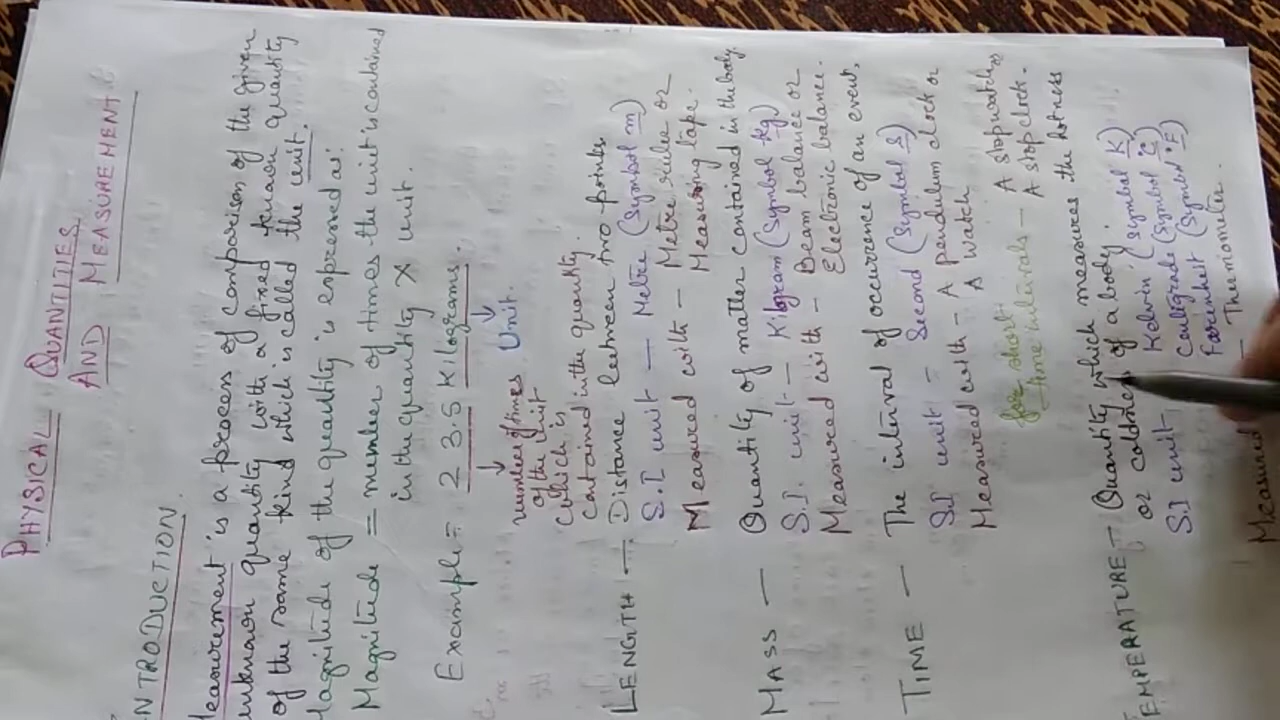 PHYSICAL QUANTITIES
AND MEASUREMENT
NTRODUCTION.
Measurement is a process of comparison of the given
unknown quantity with a fixed known quantity
of the same kind which is called the unit.
Magnitude of the quantity is expressed as:
Magnitude = number of times the unit is contained
in the quantity X unit.
Example:- 23.5 Kilograms.
number of times
of the unit
which is
contained in the quantity.
Unit.
LENGTH - Distance between two points
S.I unit - Metre (Symbol m)
Measured with - Metre scale or
Measuring tape.
MASS - Quantity of matter contained in the body.
S.I. unit - Kilogram (Symbol Kg)
Measured with - Beam balance or
Electronic balance.
TIME - The interval of occurrence of an event.
S.I unit - Second (Symbol S)
Measured with - A pendulum clock or
A watch
for short
time intervals - A stopwatch or
A stop clock.
EMPERATURE - Quantity which measures the hotness
or coldness of a body.
S.I unit Kelvin (Symbol K)
Centigrade (Symbol °C)
Farienheit (Symbol °F)
Measured - Thermometer.